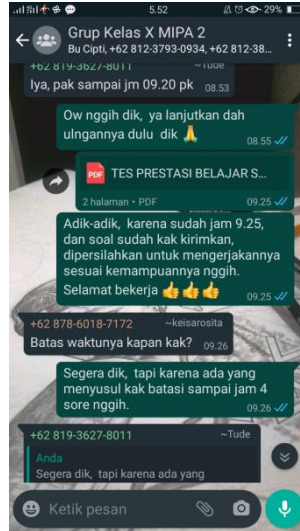 5.52
29%
Grup Kelas X MIPA 2
Bu Cipti, +62 812-3793-0934, +62 812-38...
+62 819-3627-8011 ~Tude
Iya, pak sampai jm 09.20 pk 08.53
Ow nggih dik, ya lanjutkan dah
ulngannya dulu dik 🙏
08.55
PDF TES PRESTASI BELAJAR S...
2 halaman • PDF 09.25
Adik-adik, karena sudah jam 9.25,
dan soal sudah kak kirimkan,
dipersilahkan untuk mengerjakannya
sesuai kemampuannya nggih.
Selamat bekerja 👍👍👍
09.25
+62 878-6018-7172 ~keisarosita
Batas waktunya kapan kak? 09.26
Segera dik, tapi karena ada yang
menyusul kak batasi sampai jam 4
sore nggih. 09.26
+62 819-3627-8011 ~Tude
Anda
Segera dik, tapi karena ada yang
Ketik pesan